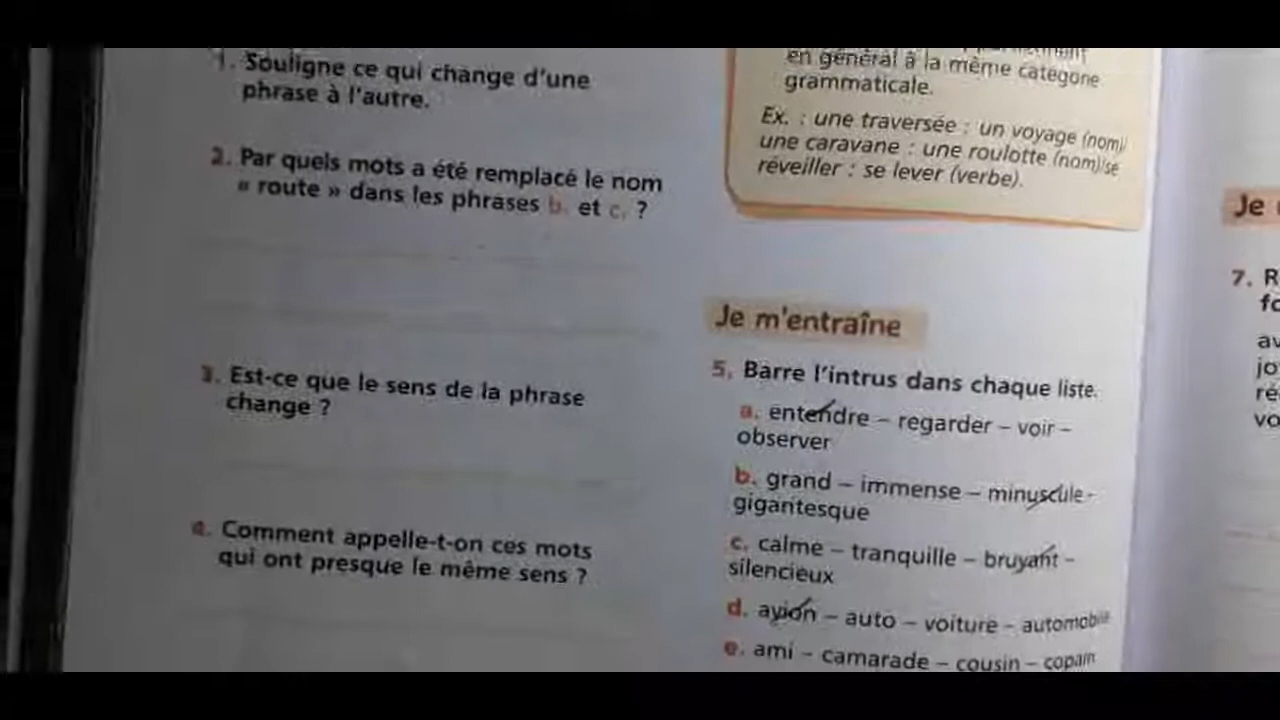 1. Souligne ce qui change d'une
phrase à l'autre.
2. Par quels mots a été remplacé le nom
« route » dans les phrases b. et c. ?
3. Est-ce que le sens de la phrase
change ?
4. Comment appelle-t-on ces mots
qui ont presque le même sens ?
en général à la même catégorie
grammaticale.
Ex. : une traversée : un voyage (nom)/
une caravane : une roulotte (nom)/se
réveiller : se lever (verbe).
Je m'entraîne
5. Barre l'intrus dans chaque liste.
a. entendre – regarder – voir –
observer
b. grand – immense – minuscule -
gigantesque
c. calme – tranquille – bruyant –
silencieux
d. avion – auto – voiture – automobile
e. ami – camarade – cousin – copain
Je
7.